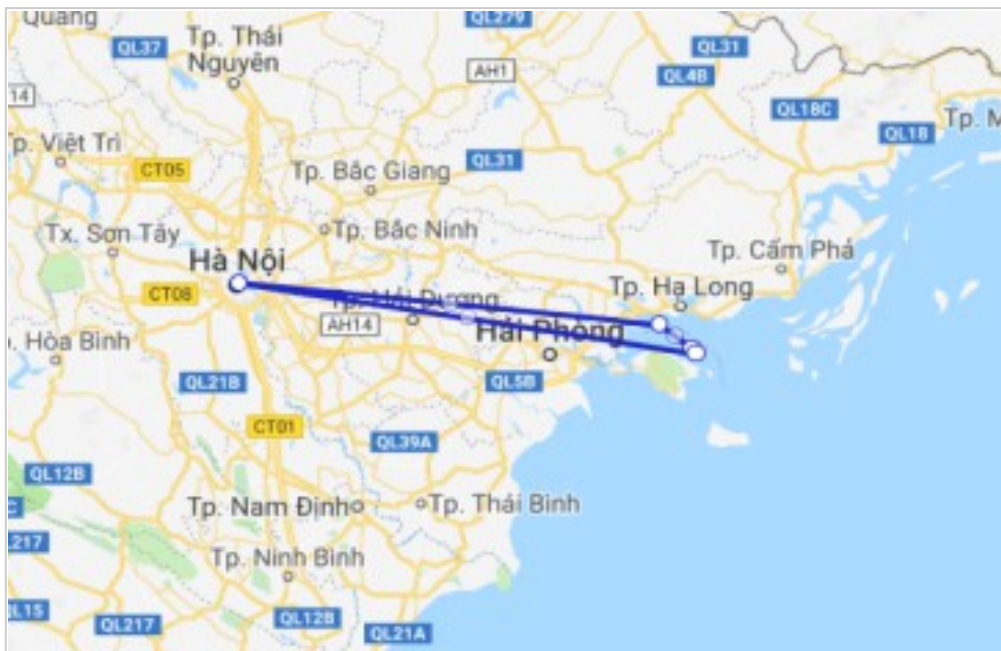 Quang
QL279
QL37
Tp. Thái
Nguyên
QL31
AH1
QL4B
14
QL18C
Tp. M
QL18
p. Việt Trì
CT05
QL31
Tp. Bắc Giang
Tx. Sơn Tây
Tp. Bắc Ninh
Tp. Cẩm Phả
Hà Nội
CT08
Tp. Hạ Long
Tp. Hải Dương
AH14
Hải Phòng
. Hòa Bình
QL21B
QL5B
CT01
QL39A
QL12B
C
Tp. Nam Định
Tp. Thái Bình
L217
Tp. Ninh Bình
QL15
QL217
QL12B
QL21A